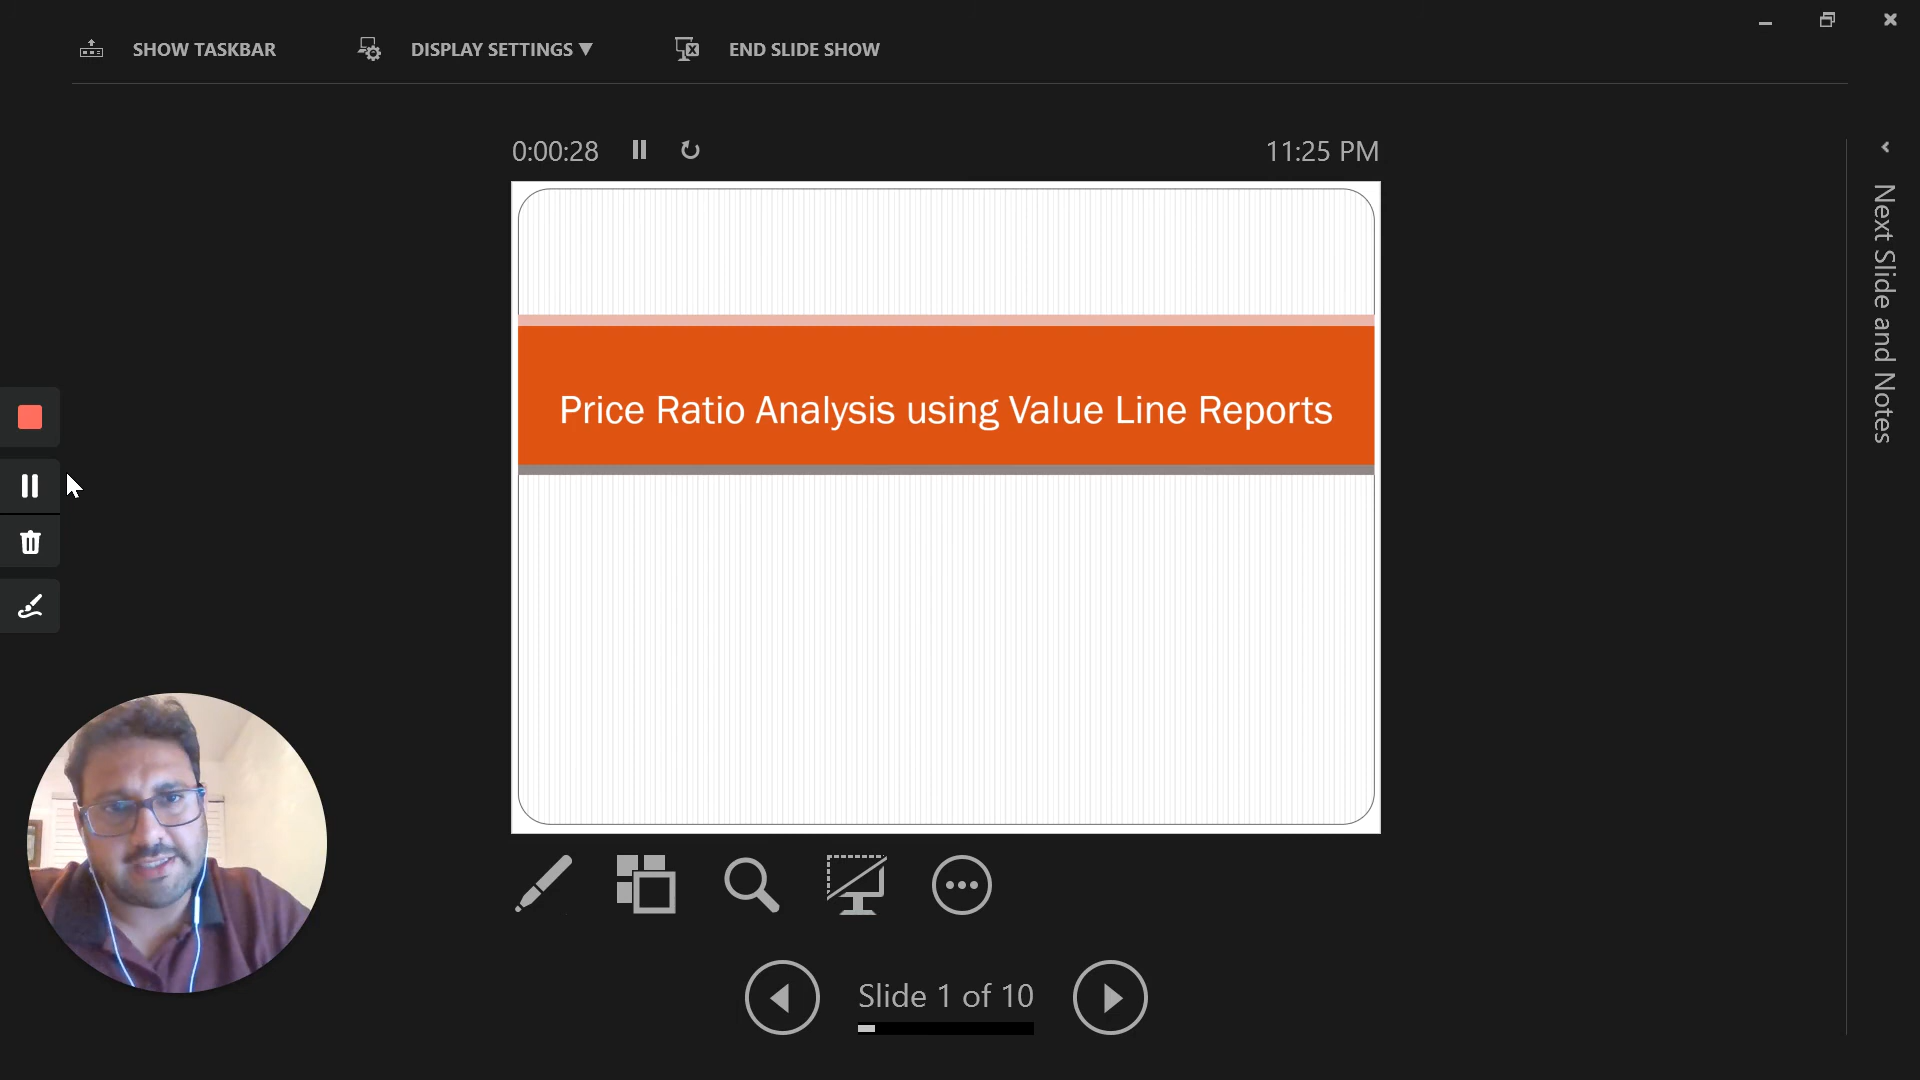 SHOW TASKBAR
DISPLAY SETTINGS ▼
END SLIDE SHOW
0:00:28
11:25 PM
Price Ratio Analysis using Value Line Reports
Next Slide and Notes
Slide 1 of 10